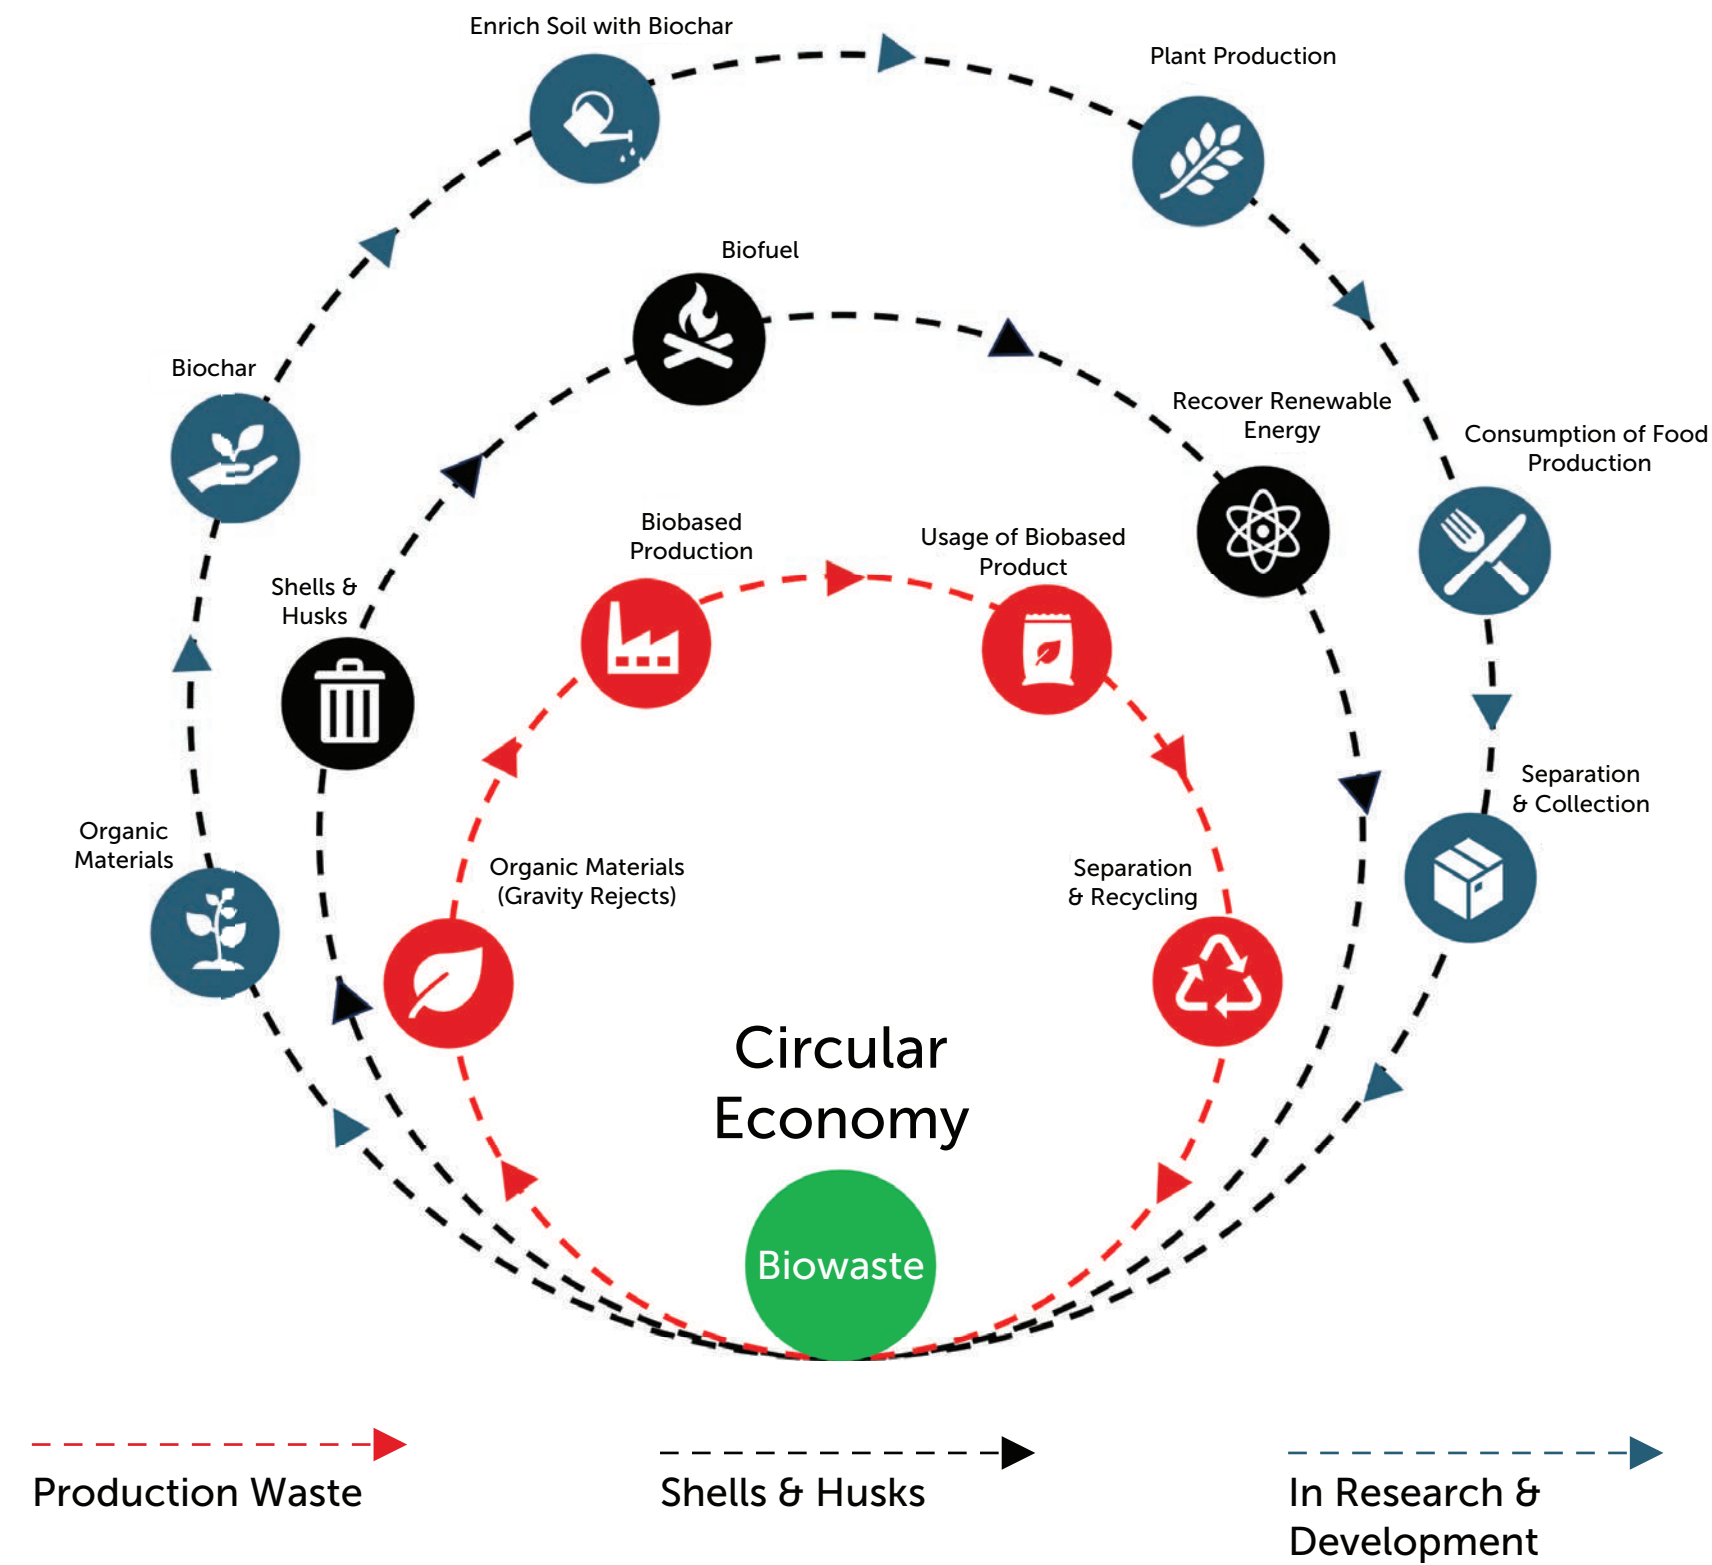 Enrich Soil with Biochar
Plant Production
Biofuel
Biochar
Recover Renewable
Energy
Consumption of Food
Production
Biobased
Production
Usage of Biobased
Product
Shells &
Husks
Separation
& Collection
Organic
Materials
Organic Materials
(Gravity Rejects)
Separation
& Recycling
Circular
Economy
Biowaste
Production Waste
Shells & Husks
In Research &
Development